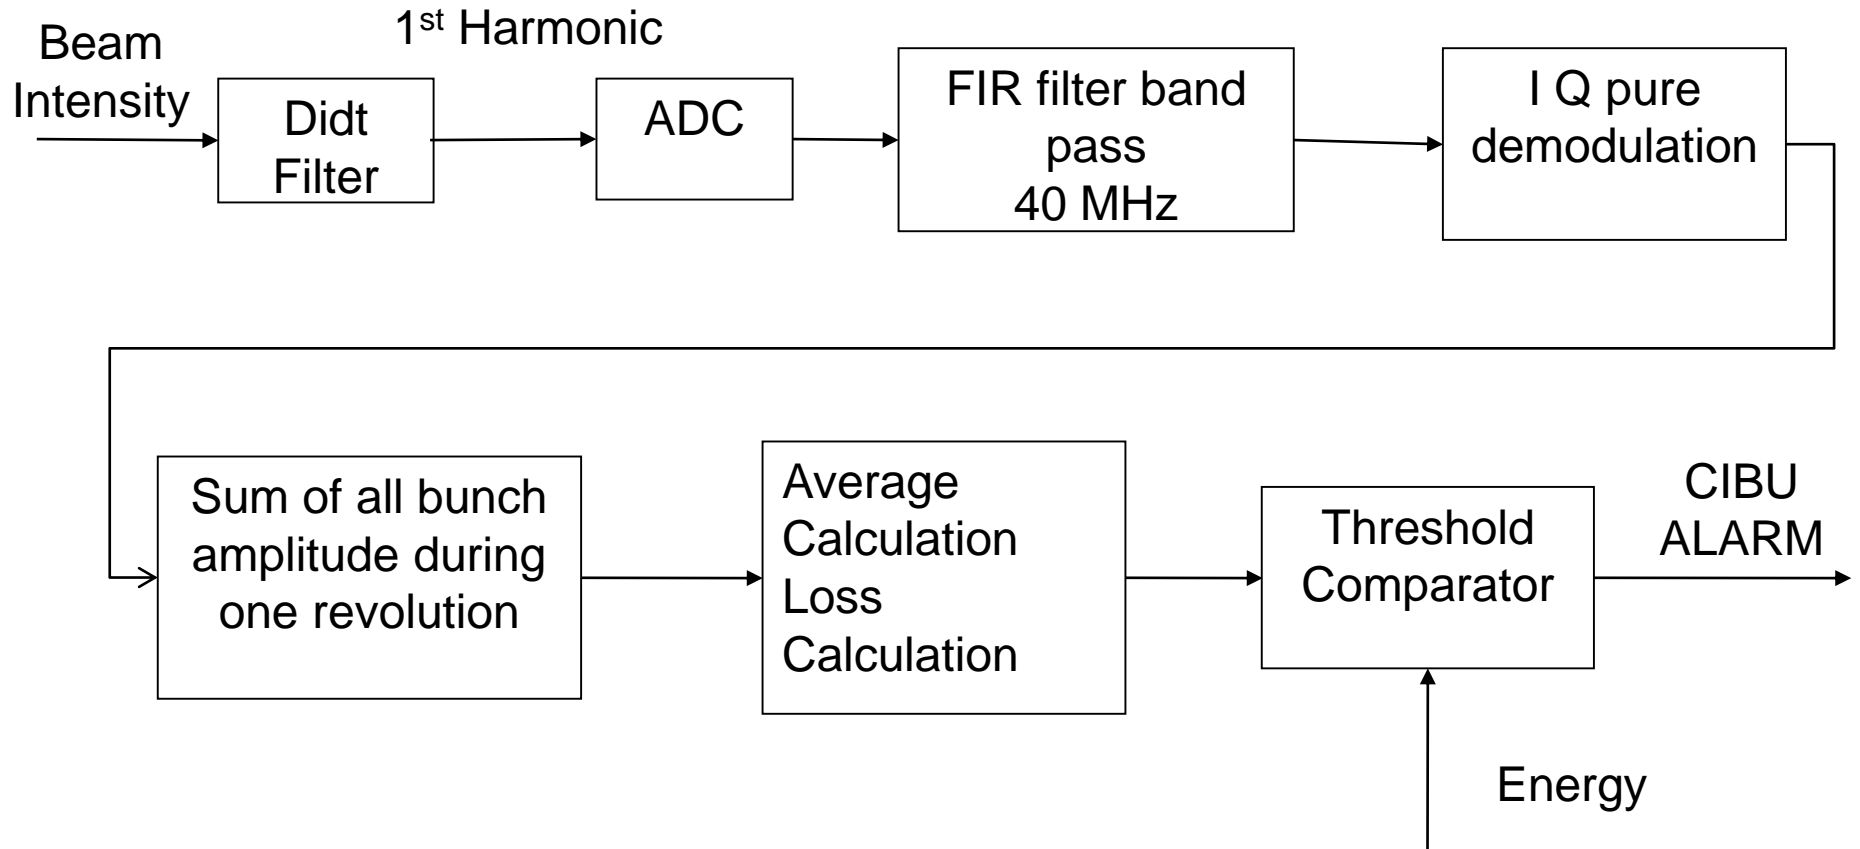 Beam
Intensity
1st Harmonic
Didt
Filter
ADC
FIR filter band
pass
40 MHz
I Q pure
demodulation
Sum of all bunch
amplitude during
one revolution
Average
Calculation
Loss
Calculation
Threshold
Comparator
CIBU
ALARM
Energy